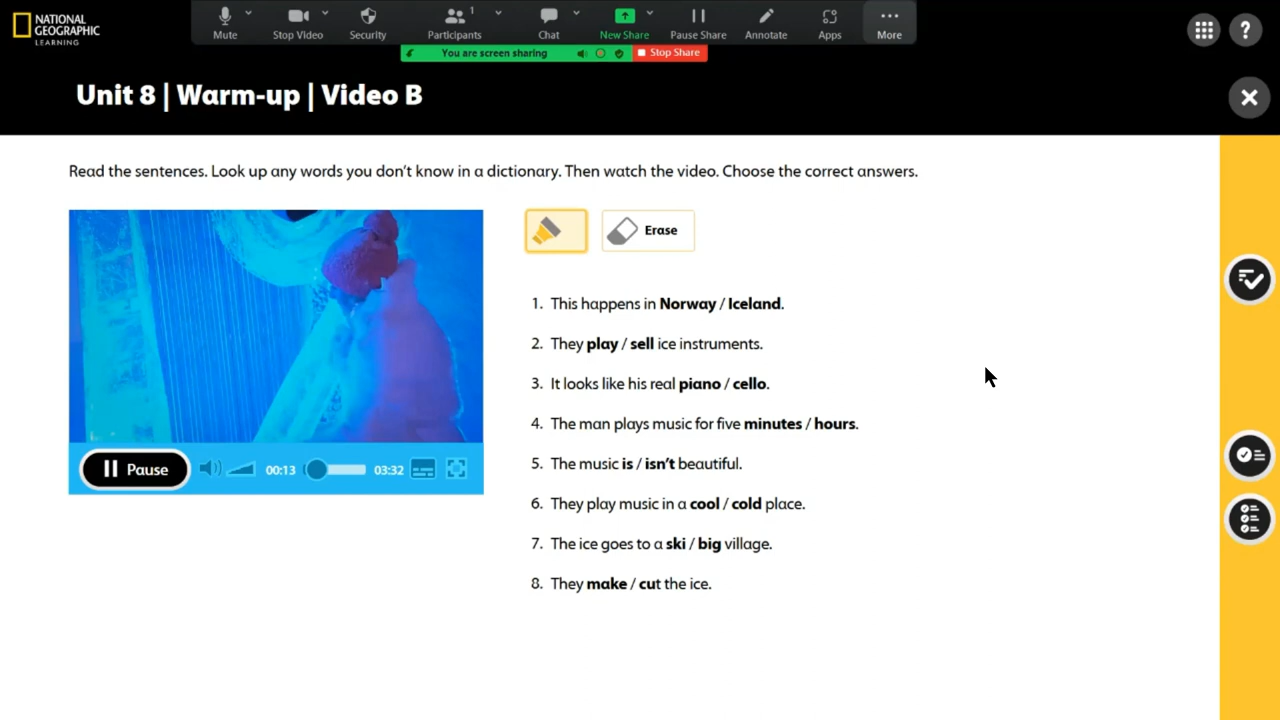 NATIONAL
GEOGRAPHIC
LEARNING
Mute
Stop Video
Security
Participants
1
Chat
New Share
Pause Share
Annotate
Apps
More
You are screen sharing
Stop Share
?
Unit 8 | Warm-up | Video B
Read the sentences. Look up any words you don't know in a dictionary. Then watch the video. Choose the correct answers.
Erase
1. This happens in Norway / Iceland.
2. They play / sell ice instruments.
3. It looks like his real piano / cello.
4. The man plays music for five minutes / hours.
5. The music is / isn't beautiful.
6. They play music in a cool / cold place.
7. The ice goes to a ski / big village.
8. They make / cut the ice.
Pause
00:13
03:32